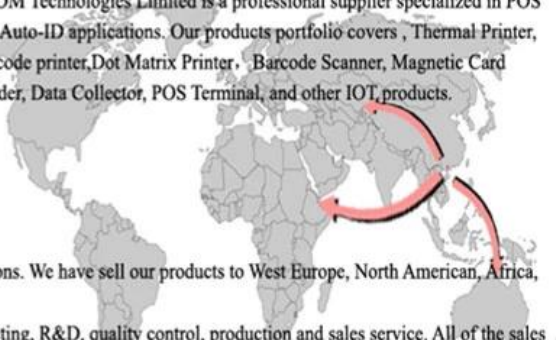 OM Technologies Limited is a professional supplier specialized in POS
Auto-ID applications. Our products portfolio covers , Thermal Printer,
code printer,Dot Matrix Printer, Barcode Scanner, Magnetic Card
der, Data Collector, POS Terminal, and other IOT products.
ons. We have sell our products to West Europe, North American, Africa,
ting, R&D, quality control, production and sales service. All of the sales